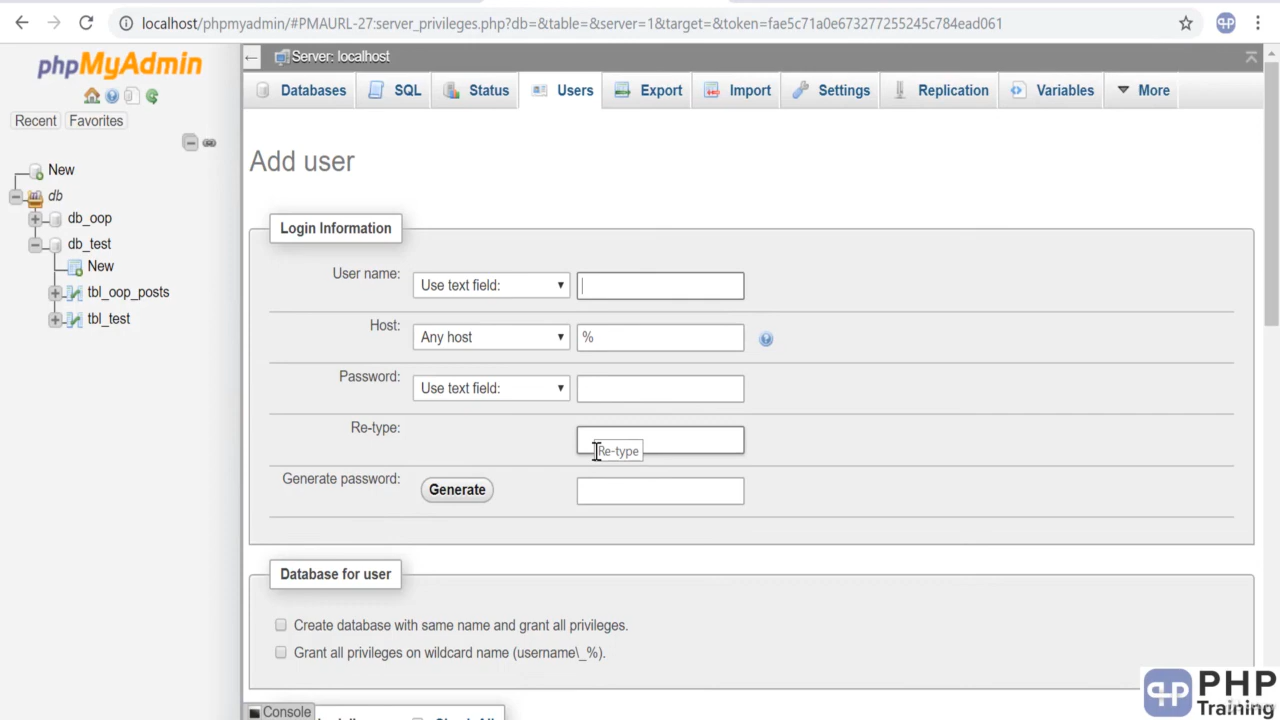 localhost/phpmyadmin/#PMAURL-27:server_privileges.php?db=&table=&server=1&target=&token=fae5c71a0e673277255245c784ead061
phpMyAdmin
Server: localhost
Databases SQL Status Users Export Import Settings Replication Variables More
Recent Favorites
New
db
db_oop
db_test
New
tbl_oop_posts
tbl_test
Add user
Login Information
User name: Use text field:
Host: Any host %
Password: Use text field:
Re-type:
Re-type
Generate password: Generate
Database for user
Create database with same name and grant all privileges.
Grant all privileges on wildcard name (username\_%).
Console
PHP
Training